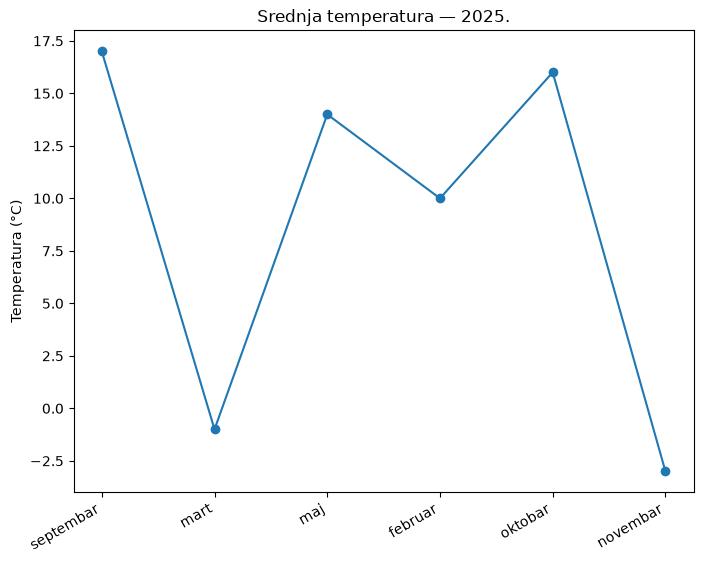 Srednja temperatura — 2025.
Temperatura (°C)
17.5
15.0
12.5
10.0
7.5
5.0
2.5
0.0
−2.5
septembar
mart
maj
februar
oktobar
novembar